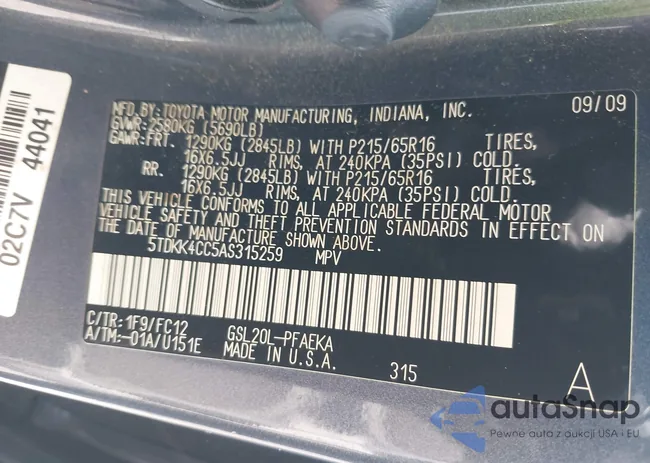 MFD.BY:TOYOTA MOTOR MANUFACTURING, INDIANA, INC. 09/09
GVWR:2580KG (5690LB)
GAWR:FRT. 1290KG (2845LB) WITH P215/65R16 TIRES,
16X6.5JJ RIMS, AT 240KPA (35PSI) COLD.
RR. 1290KG (2845LB) WITH P215/65R16 TIRES,
16X6.5JJ RIMS, AT 240KPA (35PSI) COLD.
THIS VEHICLE CONFORMS TO ALL APPLICABLE FEDERAL MOTOR
VEHICLE SAFETY AND THEFT PREVENTION STANDARDS IN EFFECT ON
THE DATE OF MANUFACTURE SHOWN ABOVE.
5TDKK4CC5AS315259 MPV
C/TR:1F9/FC12 GSL20L-PFAEKA
A/TM:-01A/U151E MADE IN U.S.A. 315 A
02C7V 44041
autaSnap
Pewne auta z aukcji USA i EU